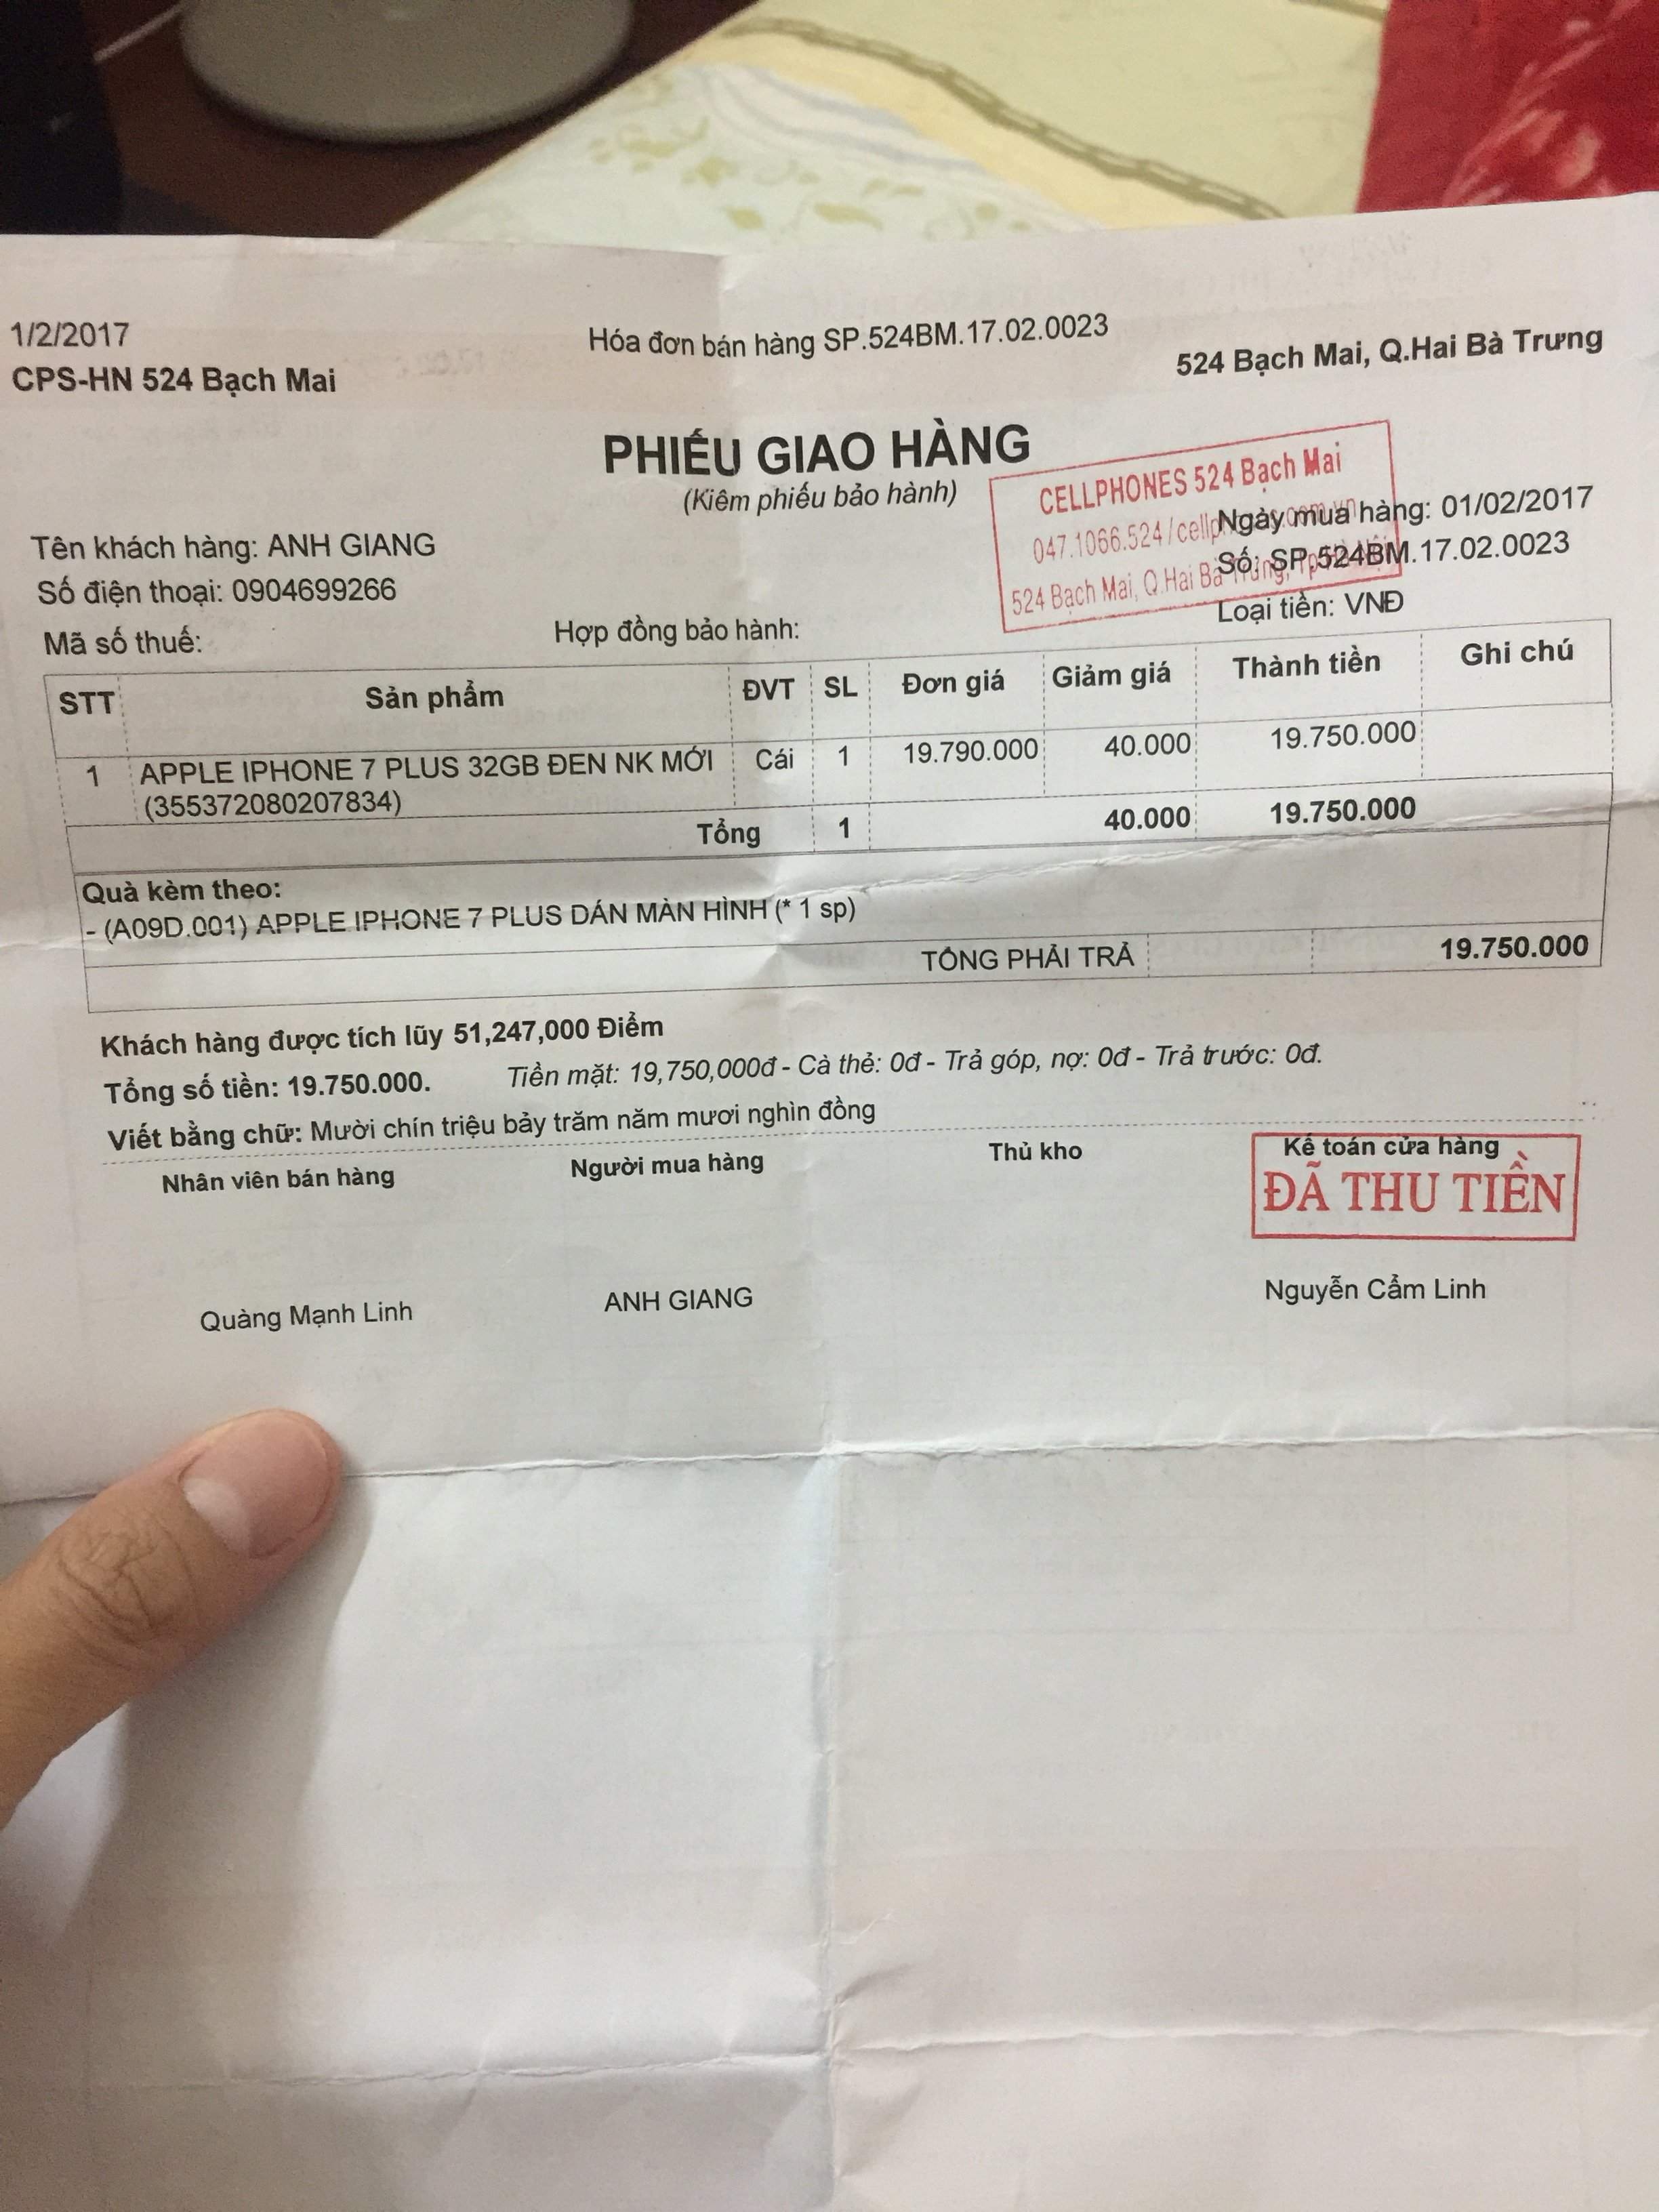 1/2/2017
Hóa đơn bán hàng SP.524BM.17.02.0023
CPS-HN 524 Bạch Mai
524 Bạch Mai, Q.Hai Bà Trưng
PHIẾU GIAO HÀNG
(Kiêm phiếu bảo hành)
CELLPHONES 524 Bạch Mai
047.1066.524
524 Bạch Mai, Q.Hai Bà Trưng,
Ngày mua hàng: 01/02/2017
Tên khách hàng: ANH GIANG
Số: SP.524BM.17.02.0023
Số điện thoại: 0904699266
Loại tiền: VNĐ
Mã số thuế:
Hợp đồng bảo hành:
STT Sản phẩm ĐVT SL Đơn giá Giảm giá Thành tiền Ghi chú
1 APPLE IPHONE 7 PLUS 32GB ĐEN NK MỚI Cái 1 19.790.000 40.000 19.750.000
(355372080207834)
Tổng 1 40.000 19.750.000
Quà kèm theo:
- (A09D.001) APPLE IPHONE 7 PLUS DÁN MÀN HÌNH (* 1 sp)
TỔNG PHẢI TRẢ 19.750.000
Khách hàng được tích lũy 51,247,000 Điểm
Tổng số tiền: 19.750.000. Tiền mặt: 19,750,000đ - Cà thẻ: 0đ - Trả góp, nợ: 0đ - Trả trước: 0đ.
Viết bằng chữ: Mười chín triệu bảy trăm năm mươi nghìn đồng
Nhân viên bán hàng Người mua hàng Thủ kho Kế toán cửa hàng
ĐÃ THU TIỀN
Quàng Mạnh Linh ANH GIANG Nguyễn Cẩm Linh